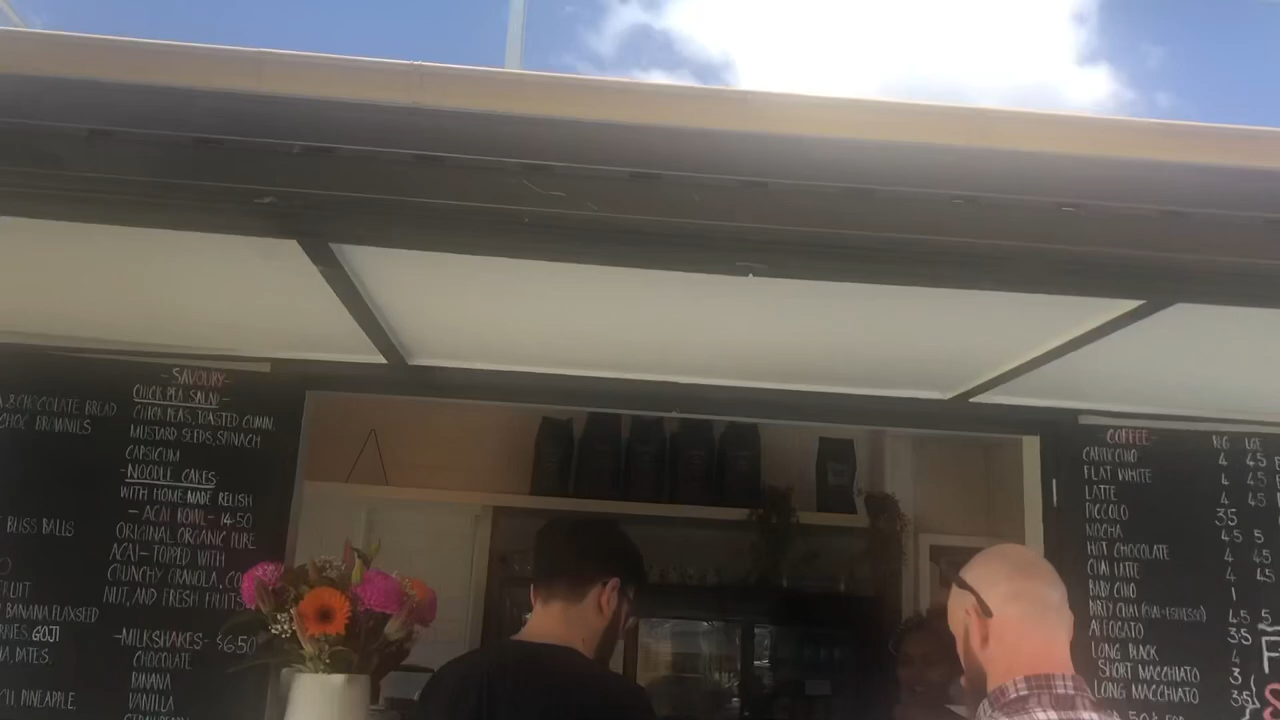 & CHOCOLATE BREAD
CHOC BROWNIES
BLISS BALLS
FRUIT
BANANA, FLAXSEED
GOJI
DATES.
PINEAPPLE.
-SAVOURY-
CHICK PEA SALAD-
CHICK PEAS, TOASTED CUMIN,
MUSTARD SEEDS, SPINACH
CAPSICUM
-NOODLE CAKES-
WITH HOME-MADE RELISH
-ACAI BOWL- 14.50
ORIGINAL ORGANIC PURE
ACAI- TOPPED WITH
CRUNCHY GRANOLA, CO
NUT, AND FRESH FRUITS
-MILKSHAKES- $6.50
CHOCOLATE
BANANA
VANILLA
-COFFEE- REG LGE
CAPPUCCINO 4 4.5
FLAT WHITE 4 4.5
LATTE 4 4.5
PICCOLO 3.5
MOCHA 4.5 5
HOT CHOCOLATE 4 4.5
CHAI LATTE 4 4.5
BABY CINO 1
DIRTY CHAI (CHAI+ESPRESSO) 4.5 5
AFFOGATO 3.5
LONG BLACK 4
SHORT MACCHIATO 3
LONG MACCHIATO 3.5